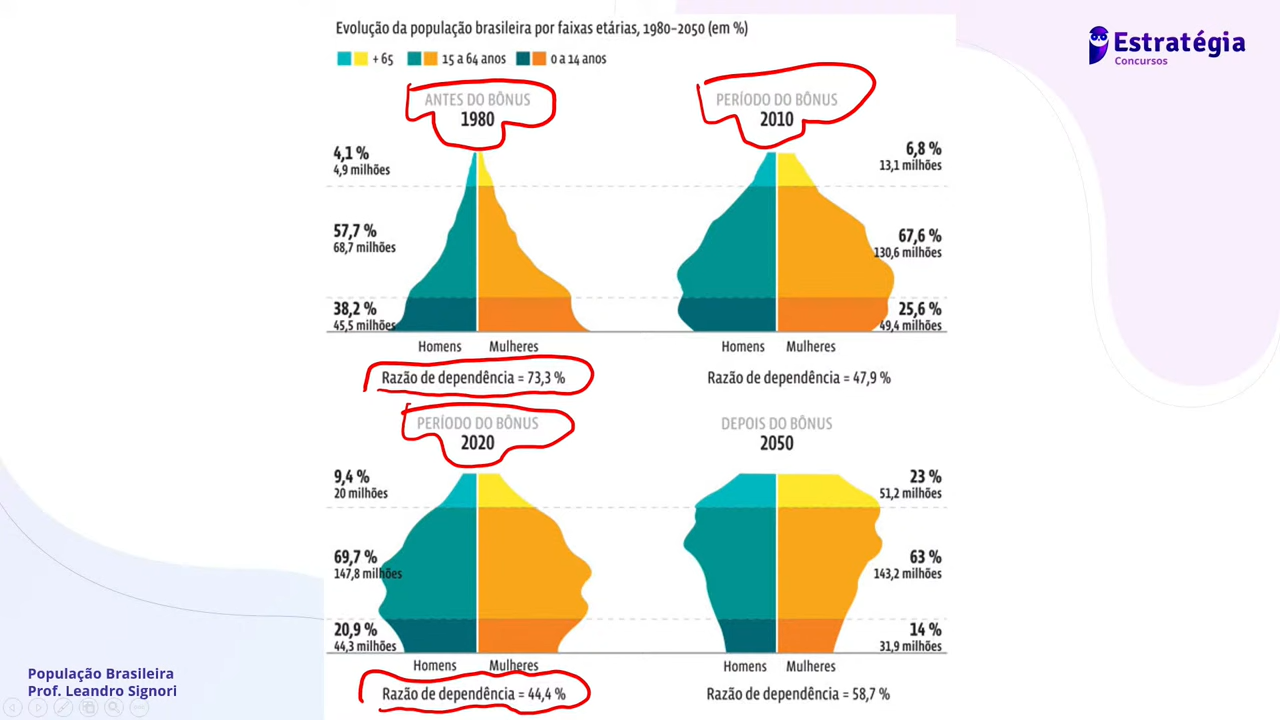 Evolução da população brasileira por faixas etárias, 1980-2050 (em %)
+ 65 15 a 64 anos 0 a 14 anos
Estratégia
Concursos
ANTES DO BÔNUS
1980
4,1 %
4,9 milhões
57,7 %
68,7 milhões
38,2 %
45,5 milhões
Homens Mulheres
Razão de dependência = 73,3 %
PERÍODO DO BÔNUS
2010
6,8 %
13,1 milhões
67,6 %
130,6 milhões
25,6 %
49,4 milhões
Homens Mulheres
Razão de dependência = 47,9 %
PERÍODO DO BÔNUS
2020
9,4 %
20 milhões
69,7 %
147,8 milhões
20,9 %
44,3 milhões
Homens Mulheres
Razão de dependência = 44,4 %
DEPOIS DO BÔNUS
2050
23 %
51,2 milhões
63 %
143,2 milhões
14 %
31,9 milhões
Homens Mulheres
Razão de dependência = 58,7 %
População Brasileira
Prof. Leandro Signori